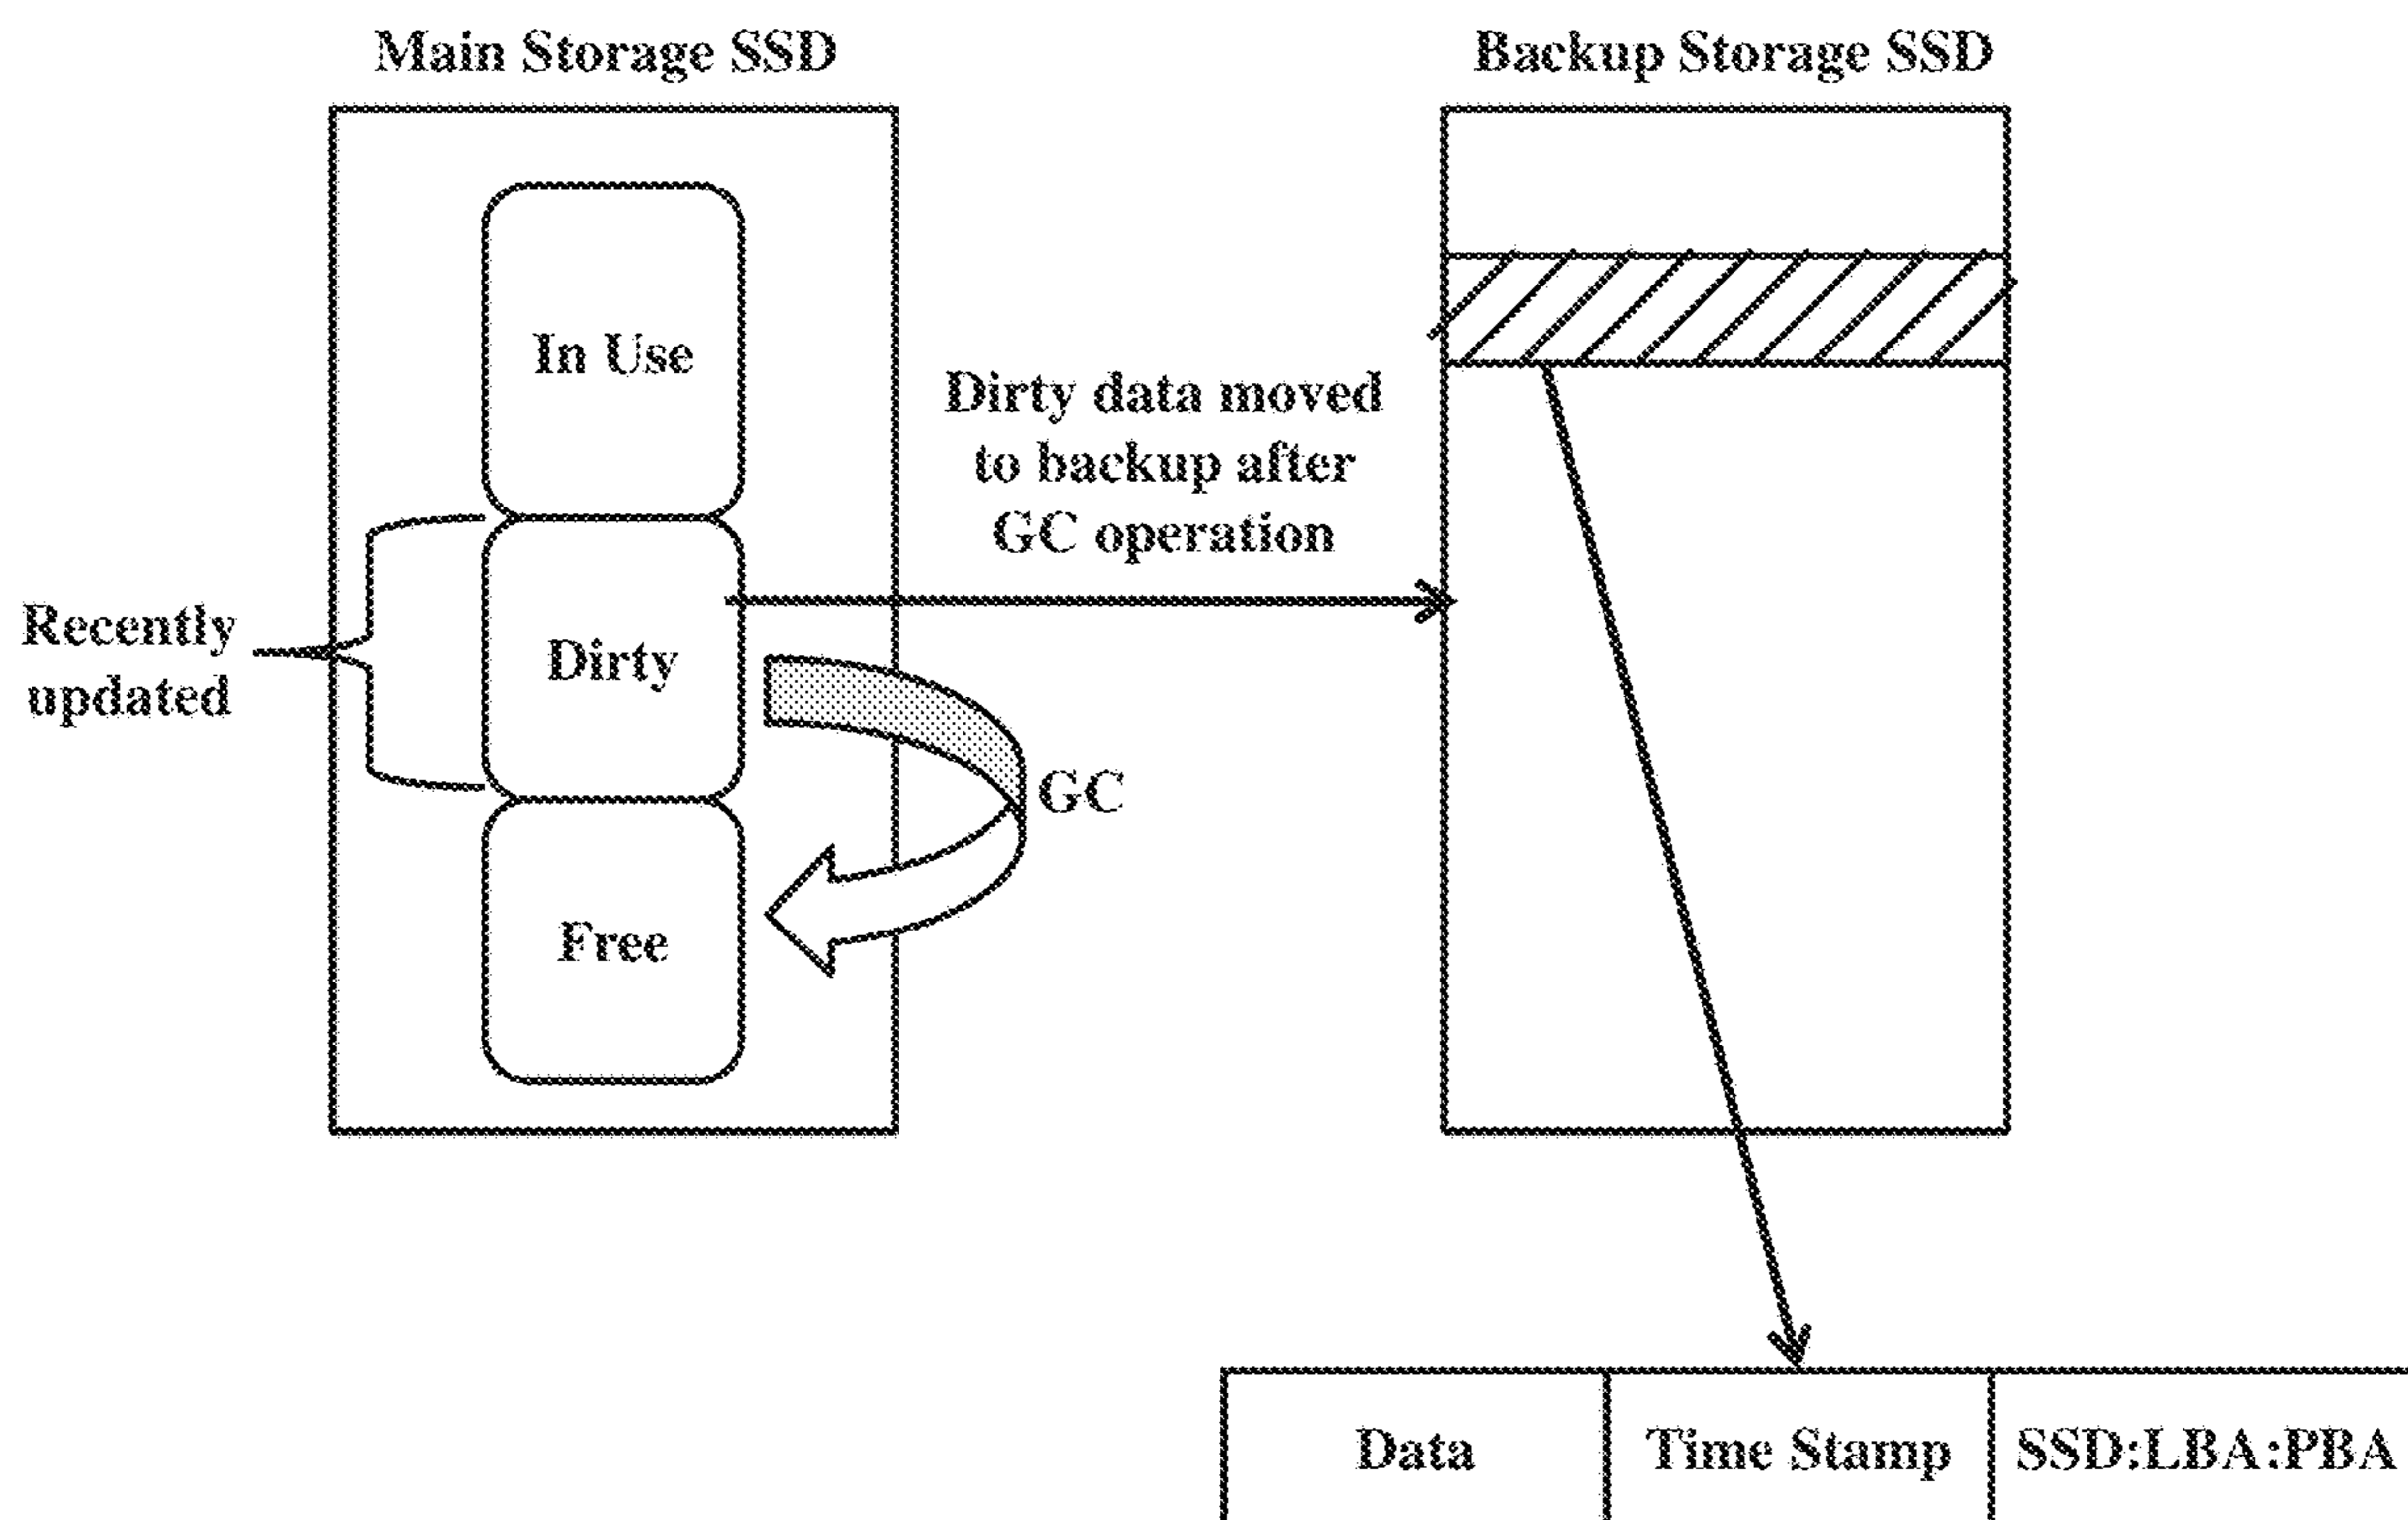 Main Storage SSD
Backup Storage SSD
In Use
Dirty data moved
to backup after
GC operation
Recently
updated
Dirty
GC
Free
Data
Time Stamp
SSD:LBA:PBA